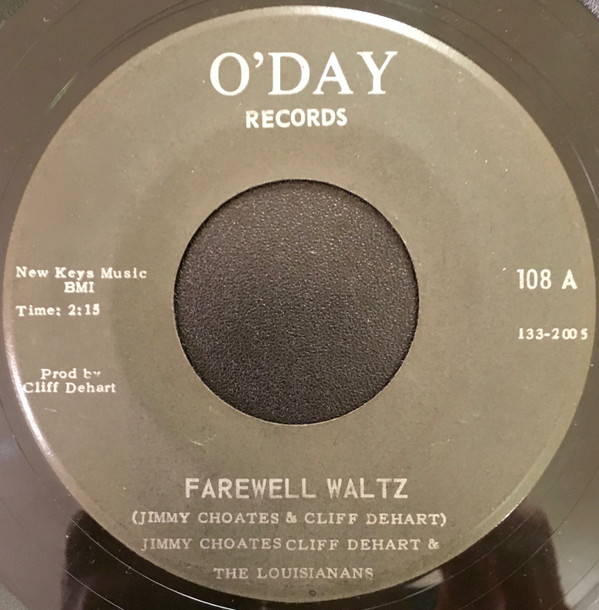 O'DAY
RECORDS
New Keys Music
BMI
Time: 2:15
108 A
133-2005
Prod by
Cliff Dehart
FAREWELL WALTZ
(JIMMY CHOATES & CLIFF DEHART)
JIMMY CHOATES CLIFF DEHART &
THE LOUISIANANS